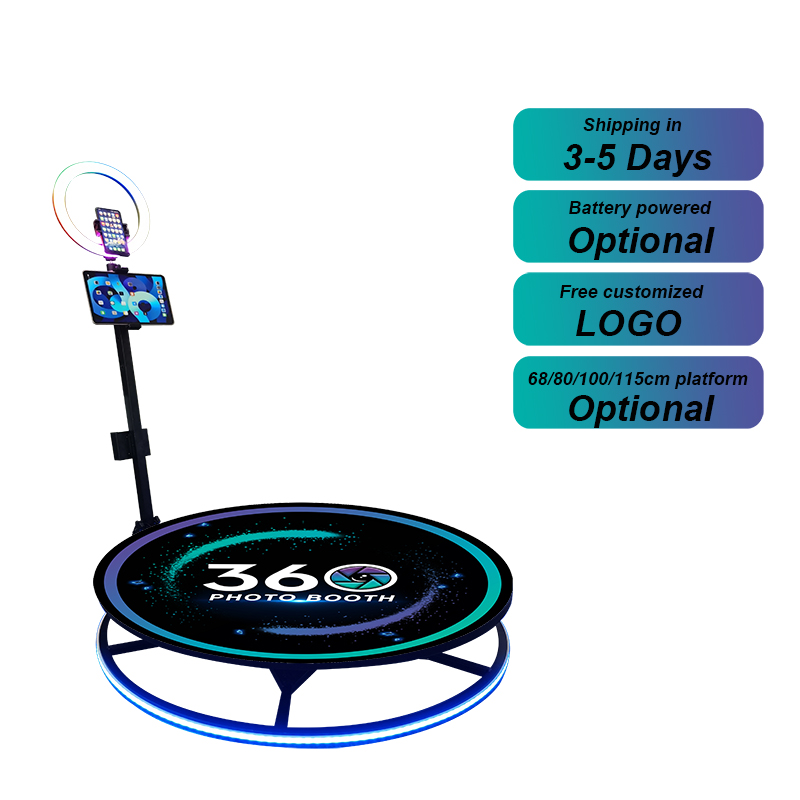 Shipping in
3-5 Days
Battery powered
Optional
Free customized
LOGO
68/80/100/115cm platform
Optional
360
PHOTO BOOTH